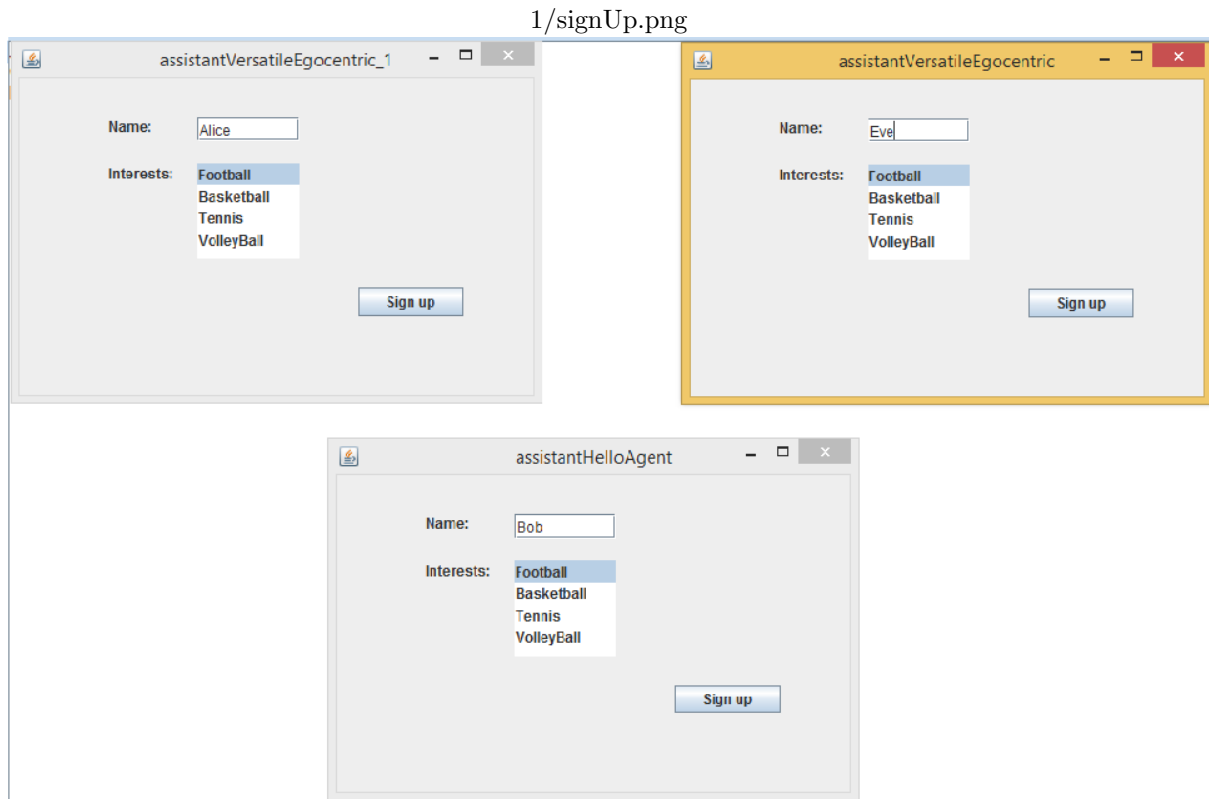 1/signUp.png
assistantVersatileEgocentric_1
Name:
Alice
Interests:
Football
Basketball
Tennis
VolleyBall
Sign up
assistantVersatileEgocentric
Name:
Eve
Interests:
Football
Basketball
Tennis
VolleyBall
Sign up
assistantHelloAgent
Name:
Bob
Interests:
Football
Basketball
Tennis
VolleyBall
Sign up